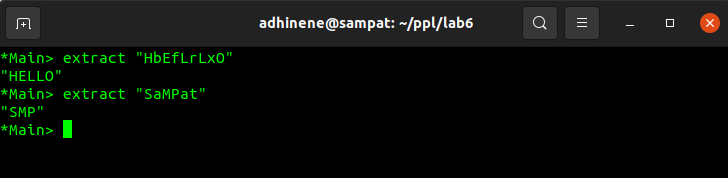 adhinene@sampat: ~/ppl/lab6
*Main> extract "HbEfLrLxO"
"HELLO"
*Main> extract "SaMPat"
"SMP"
*Main>